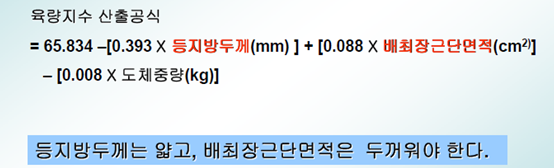 육량지수 산출공식
= 65.834 –[0.393 X 등지방두께(mm) ] + [0.088 X 배최장근단면적(cm²⁾]
– [0.008 X 도체중량(kg)]
등지방두께는 얇고, 배최장근단면적은 두꺼워야 한다.